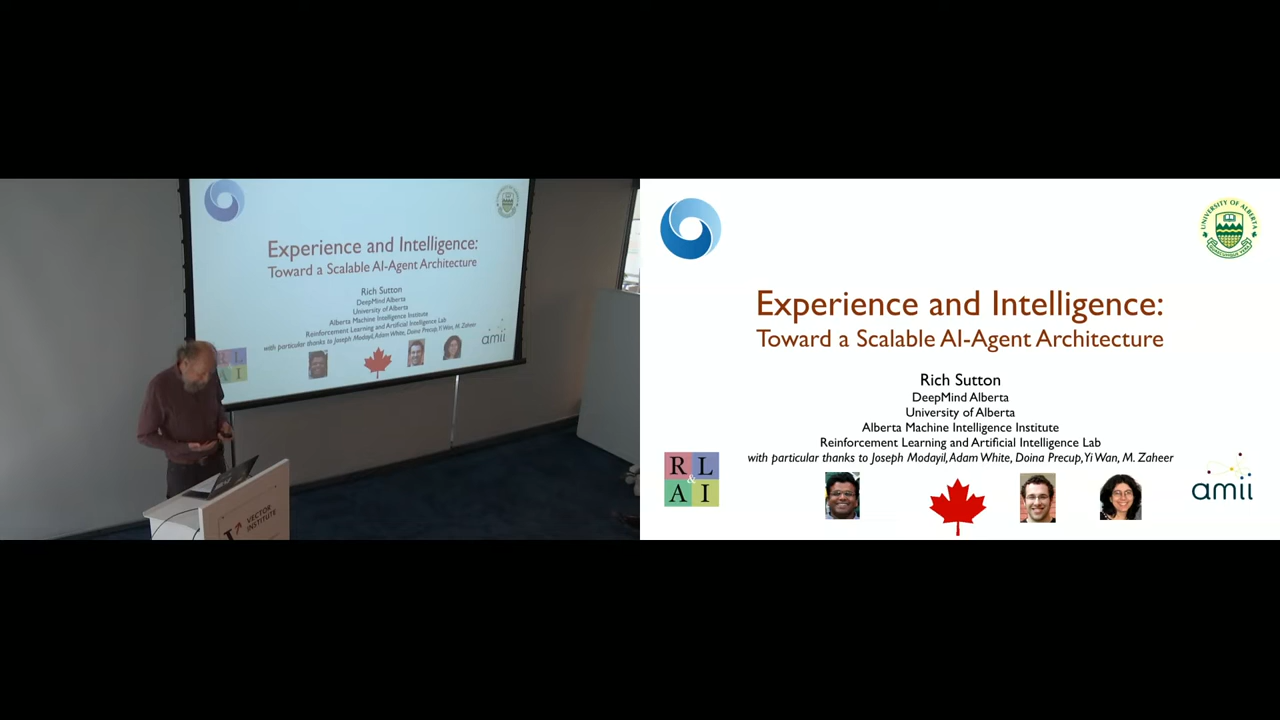 Experience and Intelligence:
Toward a Scalable AI-Agent Architecture
Rich Sutton
DeepMind Alberta
University of Alberta
Alberta Machine Intelligence Institute
Reinforcement Learning and Artificial Intelligence Lab
with particular thanks to Joseph Modayil, Adam White, Doina Precup, Yi Wan, M. Zaheer
amii
R L
A I
VECTOR
INSTITUTE
UNIVERSITY OF ALBERTA
Experience and Intelligence:
Toward a Scalable AI-Agent Architecture
Rich Sutton
DeepMind Alberta
University of Alberta
Alberta Machine Intelligence Institute
Reinforcement Learning and Artificial Intelligence Lab
with particular thanks to Joseph Modayil, Adam White, Doina Precup, Yi Wan, M. Zaheer
R L
&
A I
amii